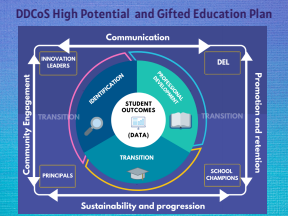 DDCoS High Potential and Gifted Education Plan
Communication
INNOVATION
LEADERS
DEL
Community Engagement
IDENTIFICATION
PROFESSIONAL
DEVELOPMENT
Promotion and retention
TRANSITION
STUDENT
OUTCOMES
(DATA)
TRANSITION
TRANSITION
PRINCIPALS
SCHOOL
CHAMPIONS
Sustainability and progression